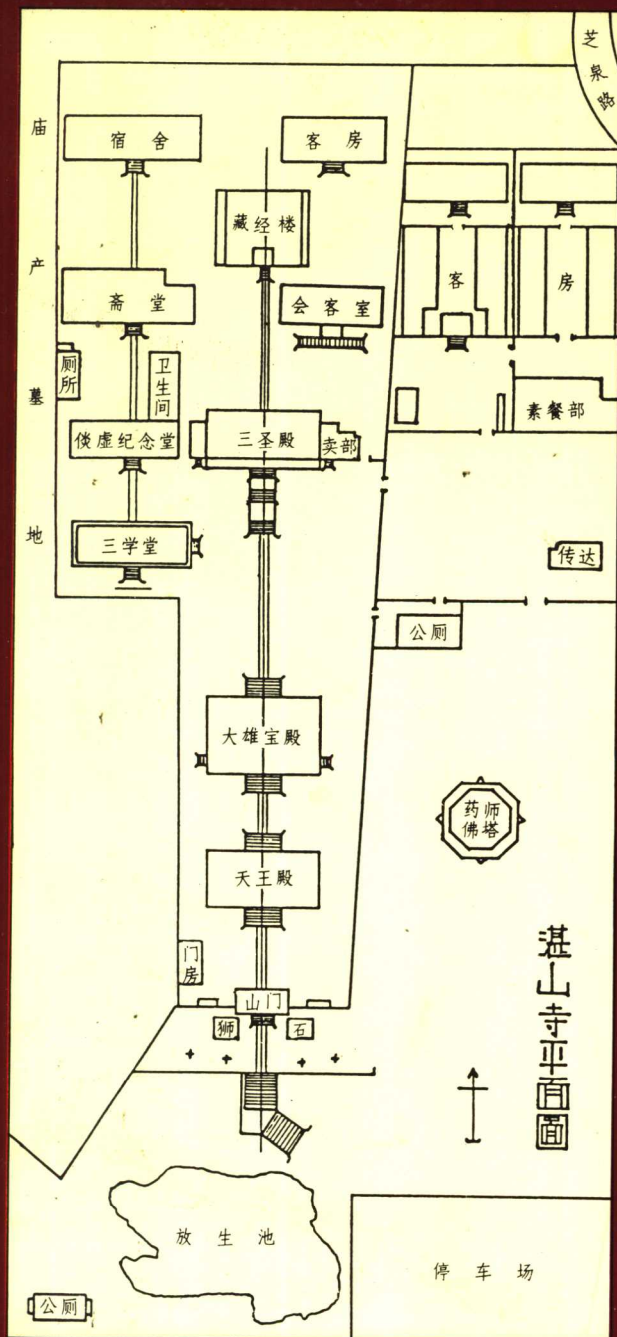 芝泉路
庙产墓地
宿舍
客房
藏经楼
斋堂
会客室
客房
厕所
卫生间
素餐部
倓虚纪念堂
三圣殿
卖部
三学堂
传达
公厕
大雄宝殿
药师
佛塔
天王殿
门房
湛山寺平面图
山门
狮
石
放生池
停车场
公厕